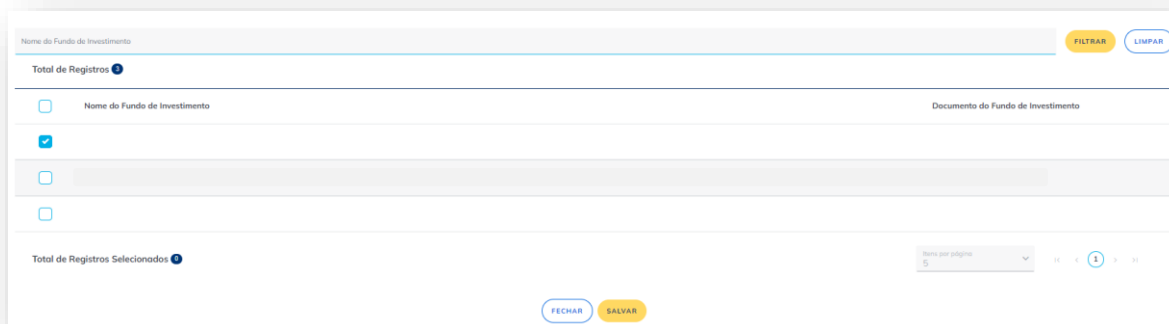 Nome do Fundo de Investimento
FILTRAR
LIMPAR
Total de Registros 3
Nome do Fundo de Investimento Documento do Fundo de Investimento
Total de Registros Selecionados 0
Itens por página
5
1
FECHAR SALVAR